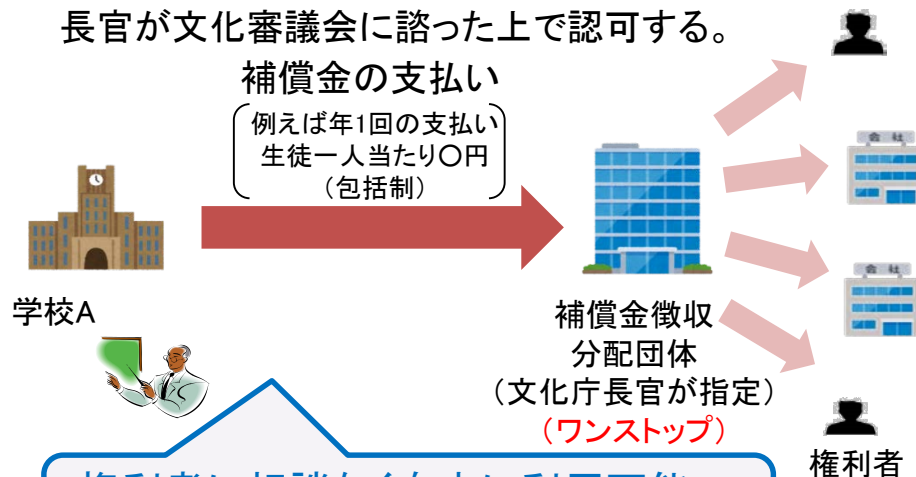 長官が文化審議会に諮った上で認可する。
補償金の支払い
例えば年1回の支払い
生徒一人当たり〇円
(包括制)
会社
会社
学校A
補償金徴収
分配団体
(文化庁長官が指定)
(ワンストップ)
権利者